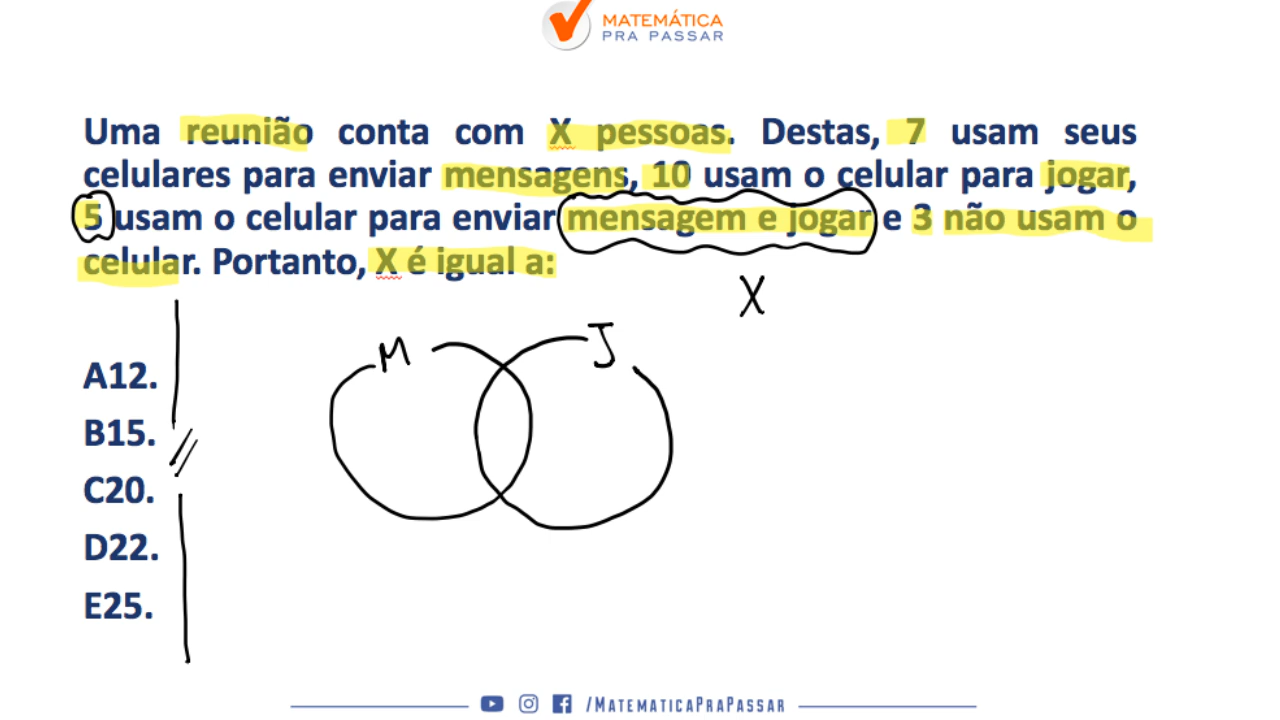 MATEMÁTICA
PRA PASSAR
Uma reunião conta com X pessoas. Destas, 7 usam seus
celulares para enviar mensagens, 10 usam o celular para jogar,
5 usam o celular para enviar mensagem e jogar e 3 não usam o
celular. Portanto, X é igual a:
X
M J
A12.
B15.
C20.
D22.
E25.
/MATEMATICAPRAPASSAR